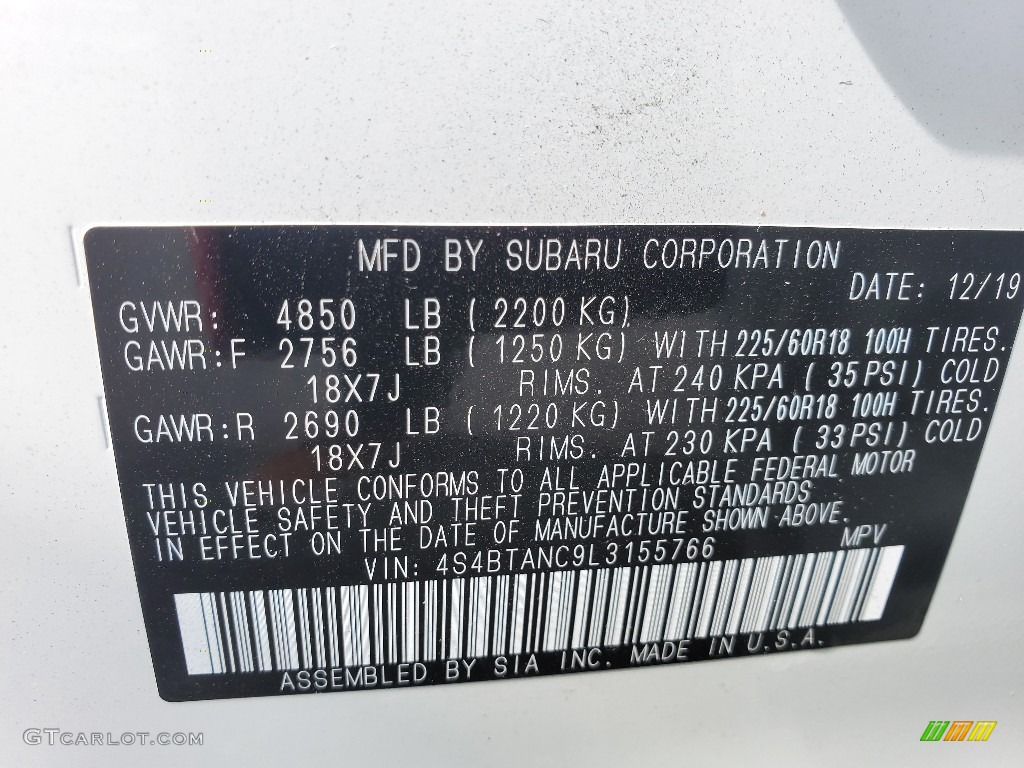 MFD BY SUBARU CORPORATION
DATE: 12/19
GVWR: 4850 LB ( 2200 KG)
GAWR:F 2756 LB ( 1250 KG) WITH 225/60R18 100H TIRES.
18X7J RIMS. AT 240 KPA ( 35 PSI) COLD
GAWR:R 2690 LB ( 1220 KG) WITH 225/60R18 100H TIRES.
18X7J RIMS. AT 230 KPA ( 33 PSI) COLD
THIS VEHICLE CONFORMS TO ALL APPLICABLE FEDERAL MOTOR
VEHICLE SAFETY AND THEFT PREVENTION STANDARDS
IN EFFECT ON THE DATE OF MANUFACTURE SHOWN ABOVE.
VIN: 4S4BTANC9L3155766 MPV
ASSEMBLED BY SIA INC. MADE IN U.S.A.
GTCARLOT.COM